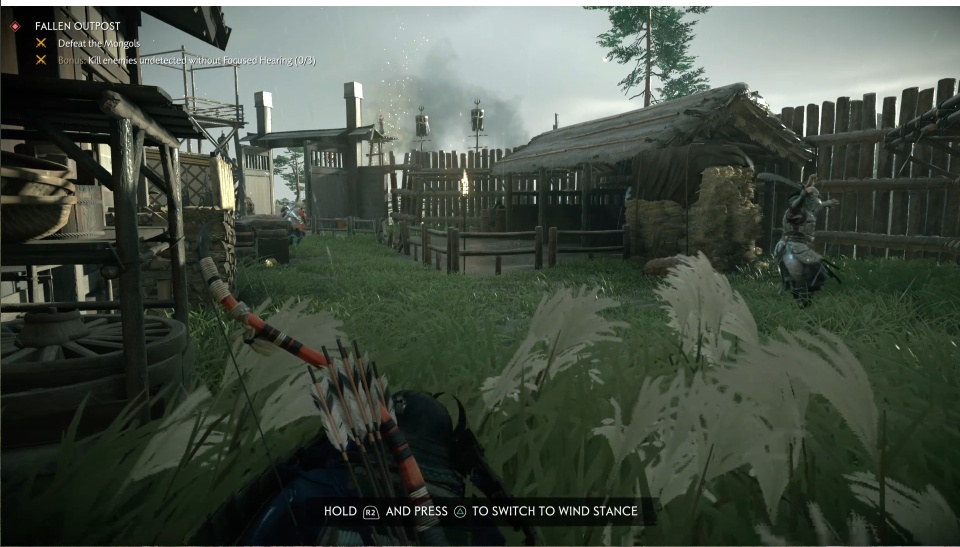 FALLEN OUTPOST
Defeat the Mongols
Bonus: Kill enemies undetected without Focused Hearing (0/3)
HOLD R2 AND PRESS TO SWITCH TO WIND STANCE